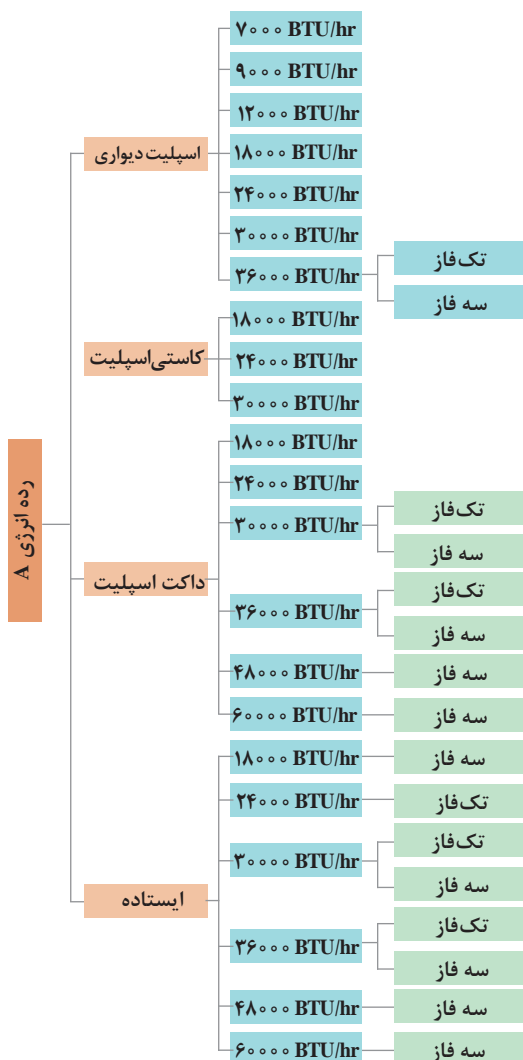 رده انرژی A
اسپلیت دیواری
۷۰۰۰ BTU/hr
۹۰۰۰ BTU/hr
۱۲۰۰۰ BTU/hr
۱۸۰۰۰ BTU/hr
۲۴۰۰۰ BTU/hr
۳۰۰۰۰ BTU/hr
۳۶۰۰۰ BTU/hr
تک‌فاز
سه فاز
کاستی‌اسپلیت
۱۸۰۰۰ BTU/hr
۲۴۰۰۰ BTU/hr
۳۰۰۰۰ BTU/hr
داکت اسپلیت
۱۸۰۰۰ BTU/hr
۲۴۰۰۰ BTU/hr
۳۰۰۰۰ BTU/hr
تک‌فاز
سه فاز
۳۶۰۰۰ BTU/hr
تک‌فاز
سه فاز
۴۸۰۰۰ BTU/hr
سه فاز
۶۰۰۰۰ BTU/hr
سه فاز
ایستاده
۱۸۰۰۰ BTU/hr
سه فاز
۲۴۰۰۰ BTU/hr
تک‌فاز
۳۰۰۰۰ BTU/hr
تک‌فاز
سه فاز
۳۶۰۰۰ BTU/hr
تک‌فاز
سه فاز
۴۸۰۰۰ BTU/hr
سه فاز
۶۰۰۰۰ BTU/hr
سه فاز